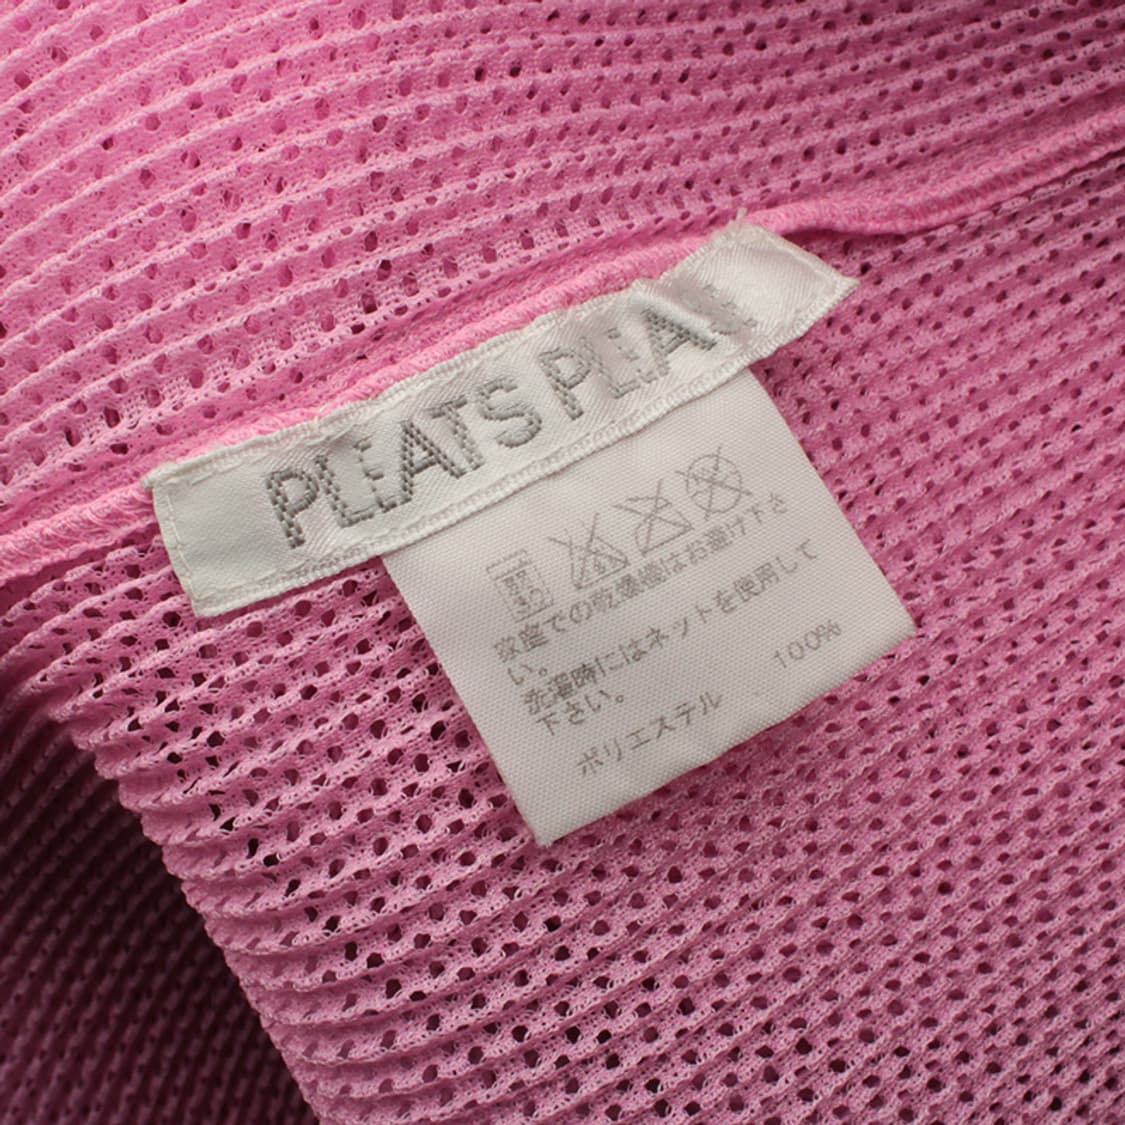 PLEATS PLEASE
家庭での乾燥機はお避け下さ
い。
洗濯時にはネットを使用して
下さい。
ポリエステル 100%